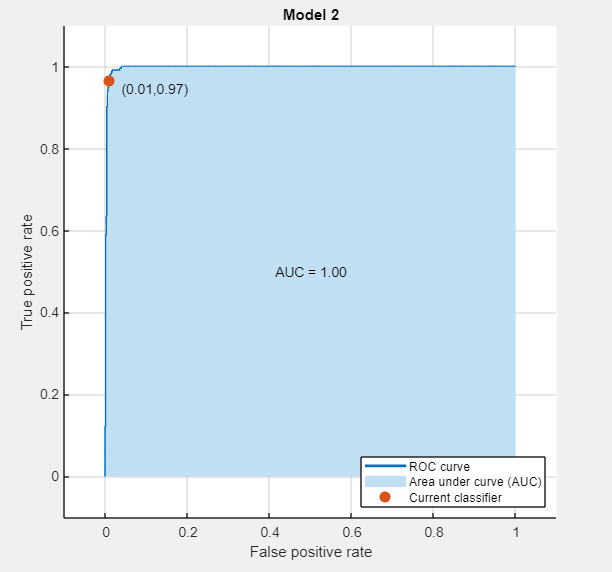 Model 2
1
0.8
0.6
0.4
0.2
0
True positive rate
(0.01,0.97)
AUC = 1.00
ROC curve
Area under curve (AUC)
Current classifier
0 0.2 0.4 0.6 0.8 1
False positive rate